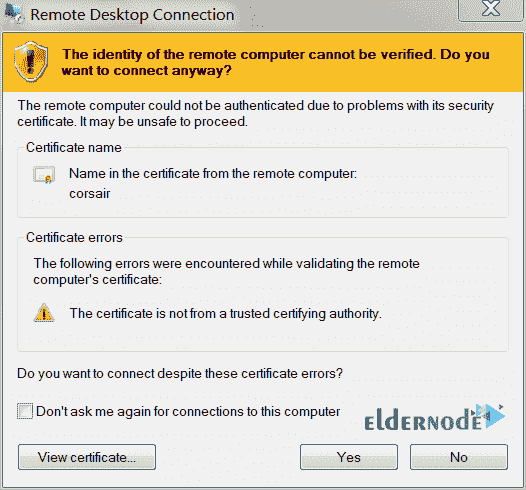 Remote Desktop Connection
The identity of the remote computer cannot be verified. Do you
want to connect anyway?
The remote computer could not be authenticated due to problems with its security
certificate. It may be unsafe to proceed.
Certificate name
Name in the certificate from the remote computer:
corsair
Certificate errors
The following errors were encountered while validating the remote
computer's certificate:
The certificate is not from a trusted certifying authority.
Do you want to connect despite these certificate errors?
Don't ask me again for connections to this computer
eldernode
View certificate...
Yes
No